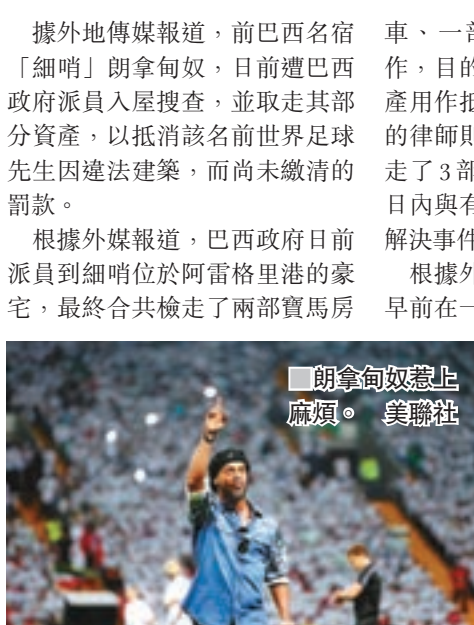 據外地傳媒報道，前巴西名宿
「細哨」朗拿甸奴，日前遭巴西
政府派員入屋搜查，並取走其部
分資產，以抵消該名前世界足球
先生因違法建築，而尚未繳清的
罰款。
根據外媒報道，巴西政府日前
派員到細哨位於阿雷格里港的豪
宅，最終合共檢走了兩部寶馬房
車、一部
作，目的
產用作抵
的律師則
走了3部
日內與有
解決事件
根據外
早前在一
朗拿甸奴惹上
麻煩。 美聯社